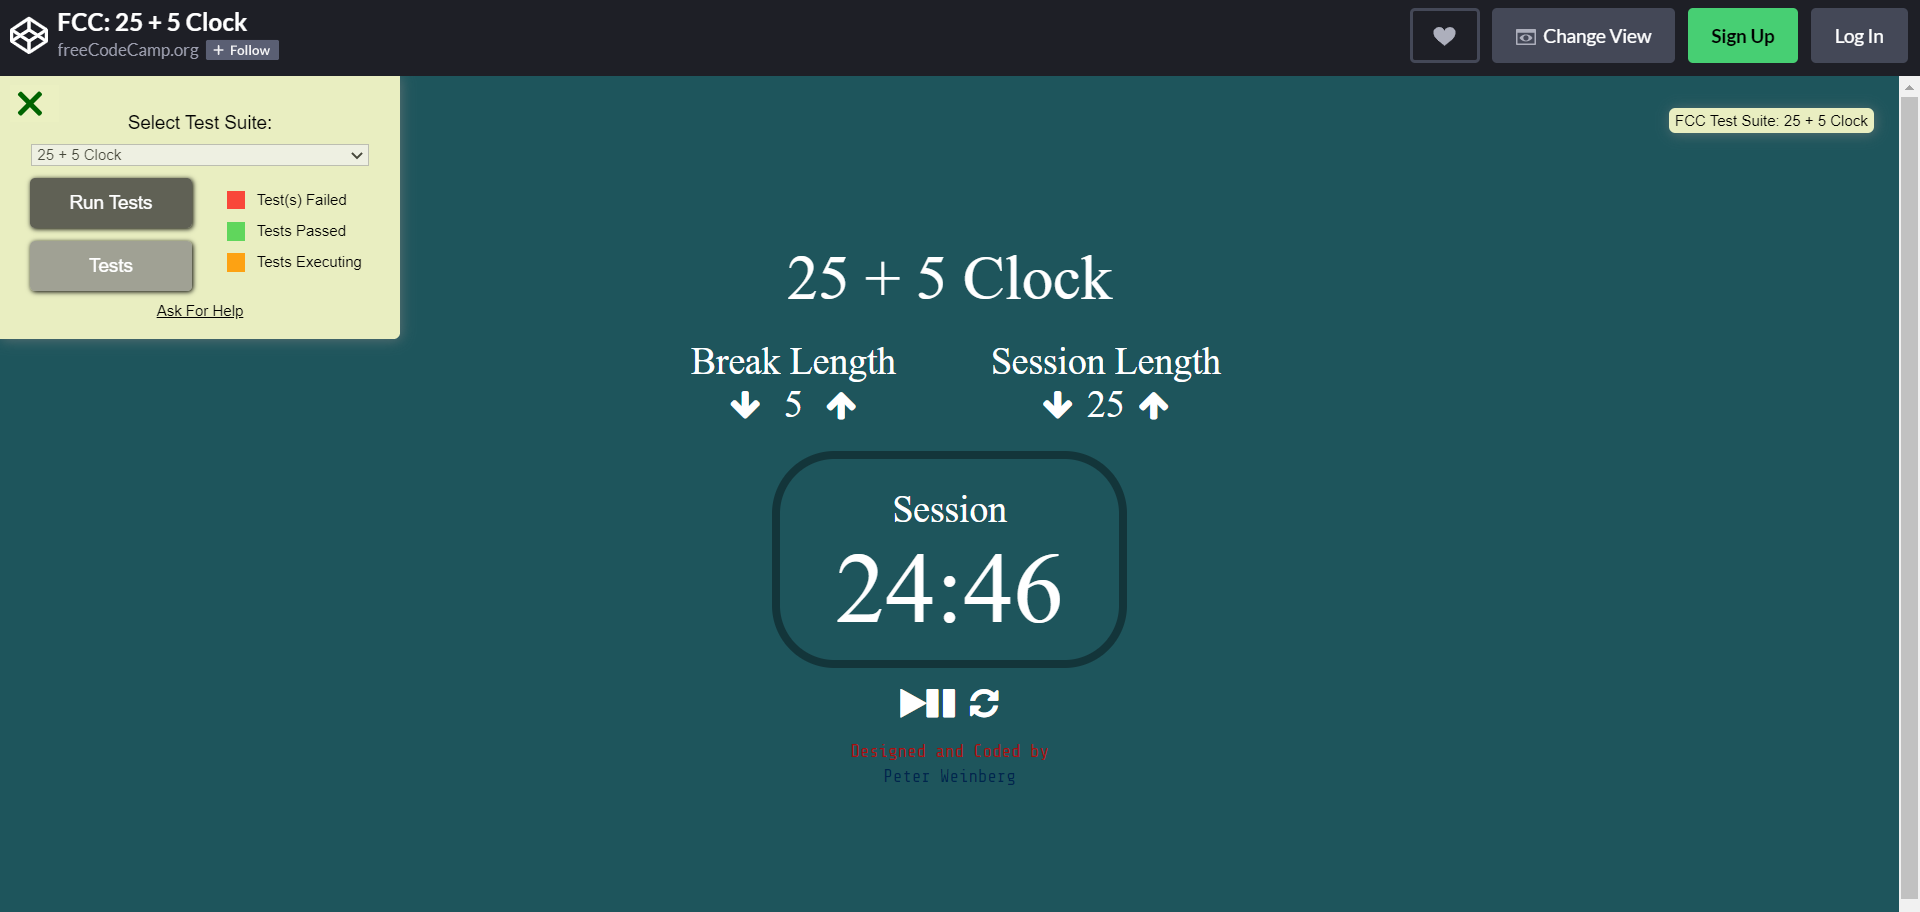 FCC: 25 + 5 Clock
freeCodeCamp.org + Follow
Change View
Sign Up
Log In
Select Test Suite:
25 + 5 Clock
Run Tests
Tests
Test(s) Failed
Tests Passed
Tests Executing
Ask For Help
FCC Test Suite: 25 + 5 Clock
25 + 5 Clock
Break Length
5
Session Length
25
Session
24:46
Designed and Coded by
Peter Weinberg